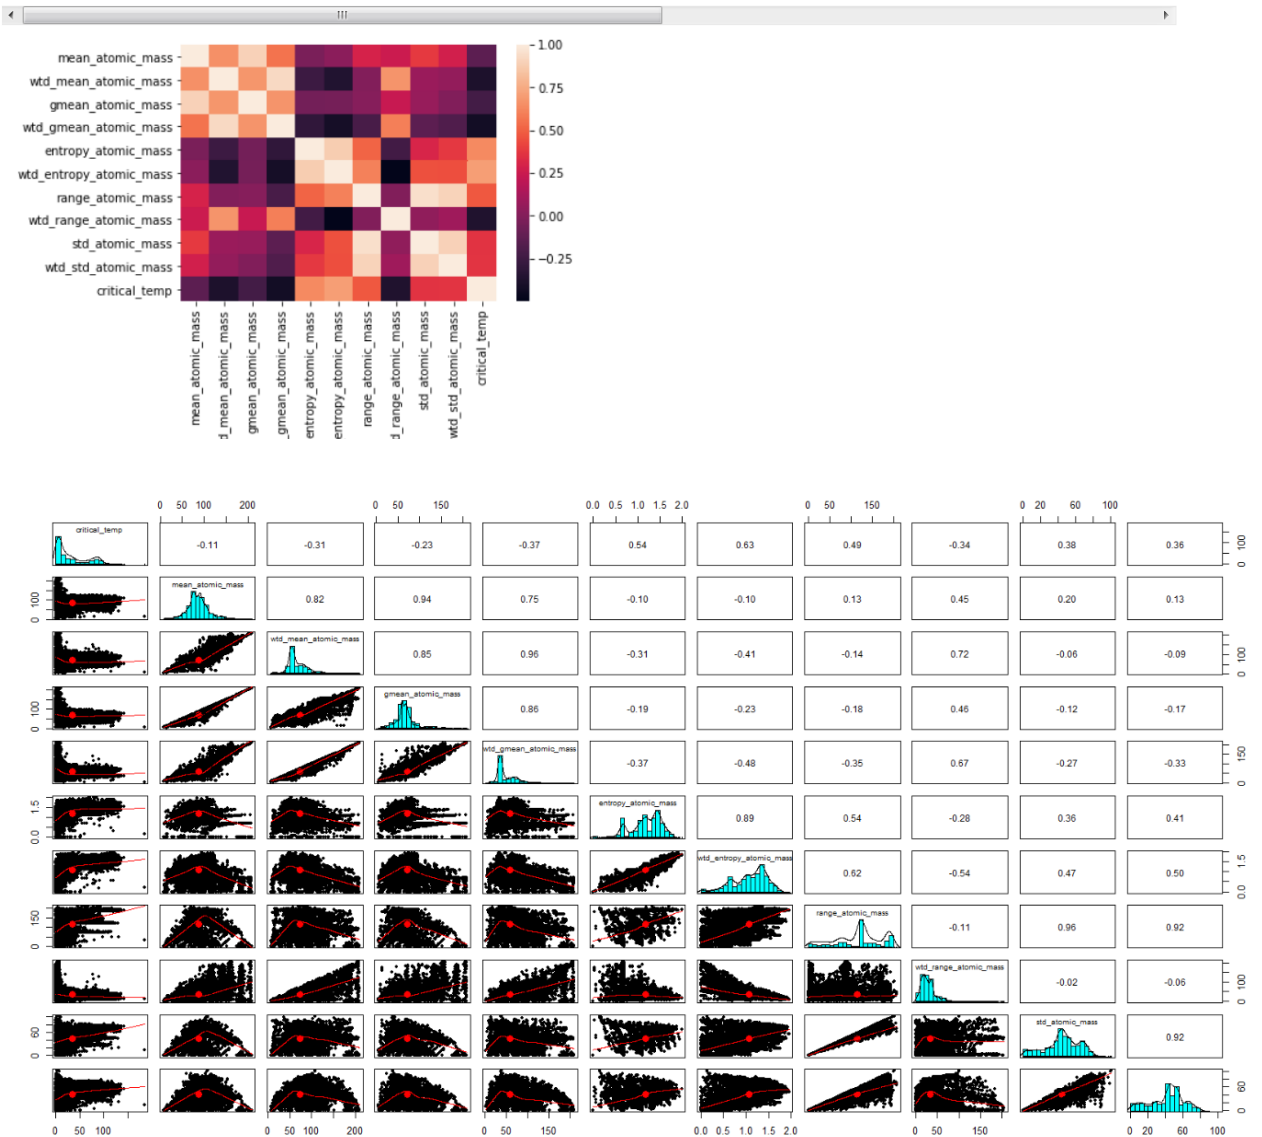 mean_atomic_mass
1.00
wtd_mean_atomic_mass
0.75
gmean_atomic_mass
wtd_gmean_atomic_mass
0.50
entropy_atomic_mass
wtd_entropy_atomic_mass
0.25
range_atomic_mass
wtd_range_atomic_mass
0.00
std_atomic_mass
wtd_std_atomic_mass
−0.25
critical_temp
mean_atomic_mass
d_mean_atomic_mass
gmean_atomic_mass
_gmean_atomic_mass
entropy_atomic_mass
entropy_atomic_mass
range_atomic_mass
d_range_atomic_mass
std_atomic_mass
wtd_std_atomic_mass
critical_temp
0 50 100 200 0 50 150 0.0 0.5 1.0 1.5 2.0 0 50 150 0 20 60 100
critical_temp -0.11 -0.31 -0.23 -0.37 0.54 0.63 0.49 -0.34 0.38 0.36 0 100
0 100 mean_atomic_mass 0.82 0.94 0.75 -0.10 -0.10 0.13 0.45 0.20 0.13
wtd_mean_atomic_mass 0.85 0.96 -0.31 -0.41 -0.14 0.72 -0.06 -0.09 0 100
0 100 gmean_atomic_mass 0.86 -0.19 -0.23 -0.18 0.46 -0.12 -0.17
wtd_gmean_atomic_mass -0.37 -0.48 -0.35 0.67 -0.27 -0.33 0 150
0.0 1.5 entropy_atomic_mass 0.89 0.54 -0.28 0.36 0.41
wtd_entropy_atomic_mass 0.62 -0.54 0.47 0.50 0.0 1.5
0 150 range_atomic_mass -0.11 0.96 0.92
wtd_range_atomic_mass -0.02 -0.06 0 100
0 60 std_atomic_mass 0.92
0 60
0 50 100 0 50 100 200 0 50 150 0.0 0.5 1.0 1.5 2.0 0 50 150 0 20 60 100